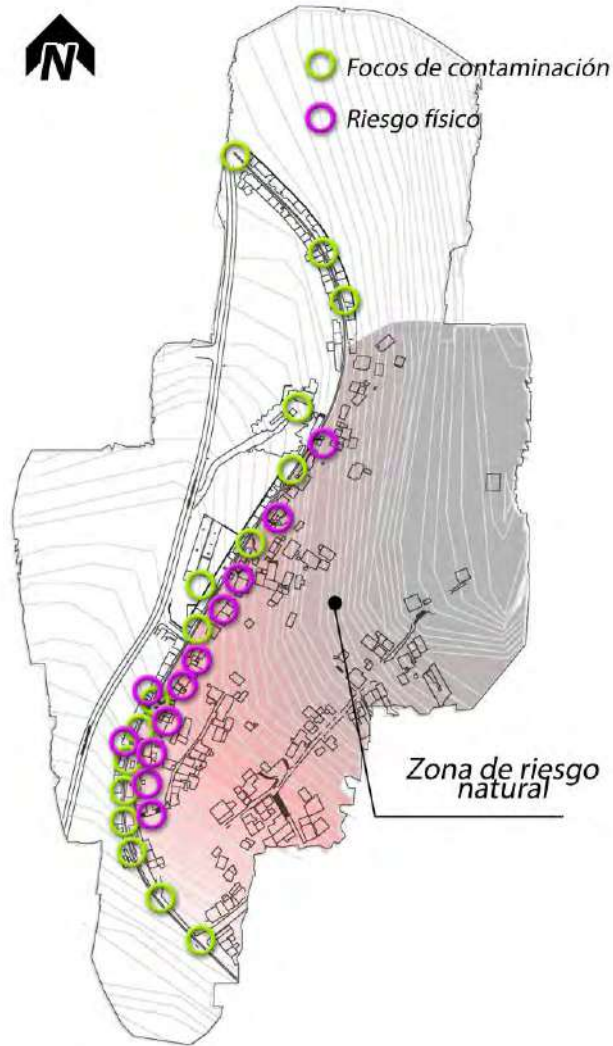 N
Focos de contaminación
Riesgo físico
Zona de riesgo
natural